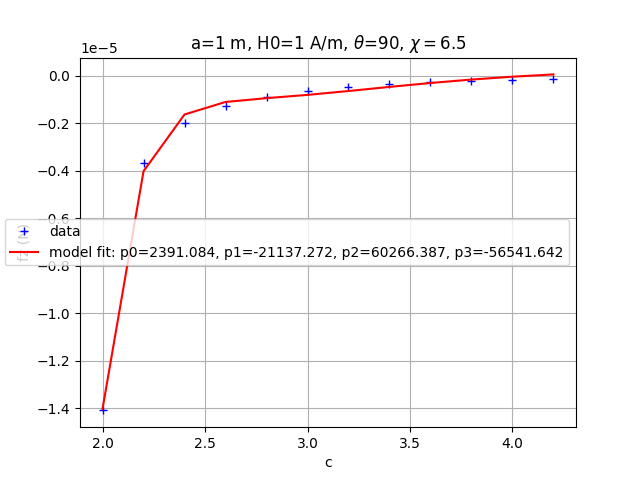 a=1 m, H0=1 A/m, θ=90, χ = 6.5
1e−5
0.0
−0.2
−0.4
−0.6
data
model fit: p0=2391.084, p1=-21137.272, p2=60266.387, p3=-56541.642
−0.8
−1.0
−1.2
−1.4
2.0 2.5 3.0 3.5 4.0
c